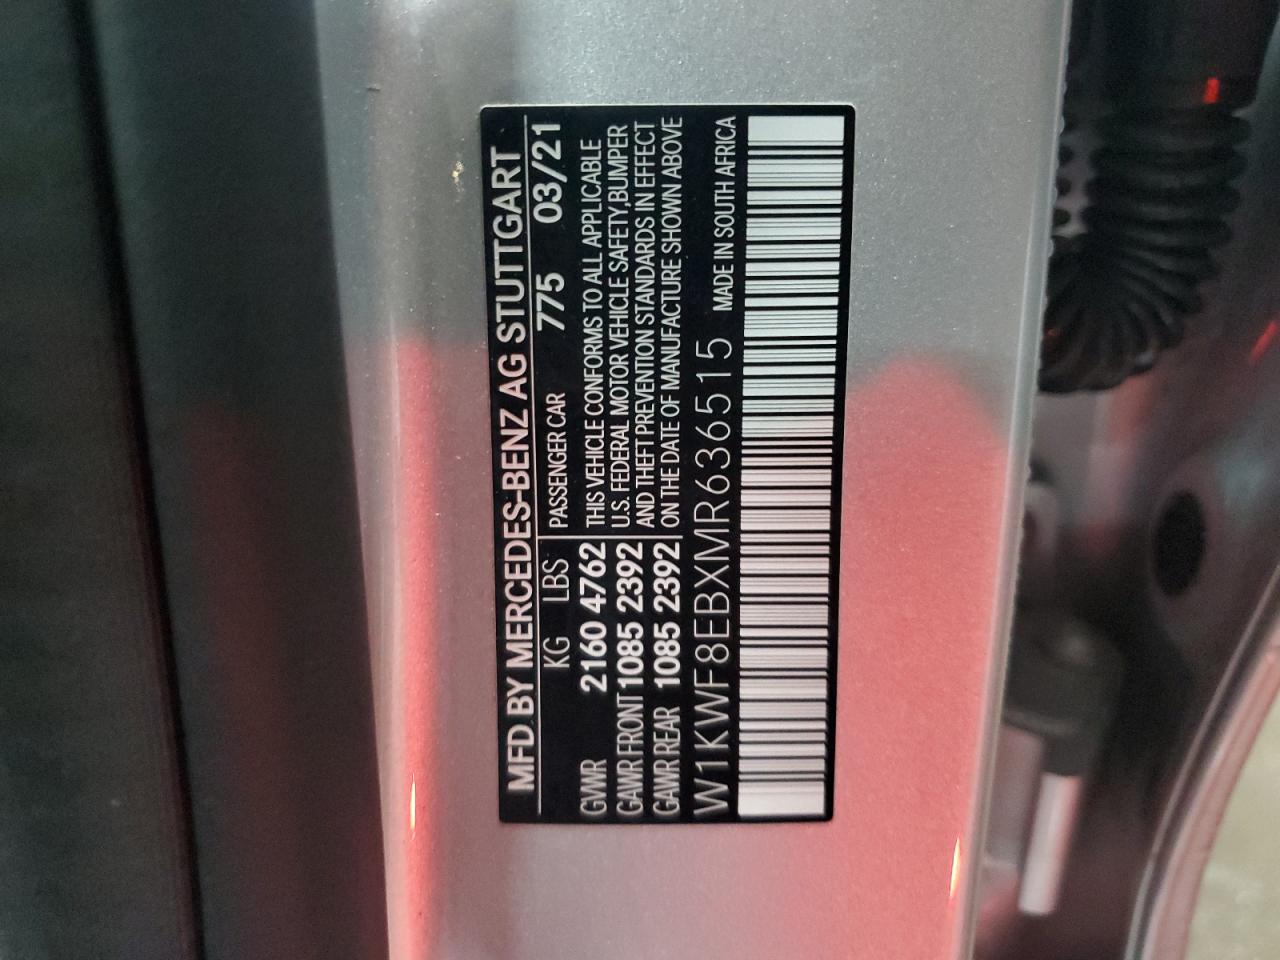 MFD. BY MERCEDES-BENZ AG STUTTGART
KG LBS PASSENGER CAR 775 03/21
GVWR 2160 4762 THIS VEHICLE CONFORMS TO ALL APPLICABLE
GAWR FRONT 1085 2392 U.S. FEDERAL MOTOR VEHICLE SAFETY,BUMPER
AND THEFT PREVENTION STANDARDS IN EFFECT
GAWR REAR 1085 2392 ON THE DATE OF MANUFACTURE SHOWN ABOVE
W1KWF8EBXMR636515 MADE IN SOUTH AFRICA